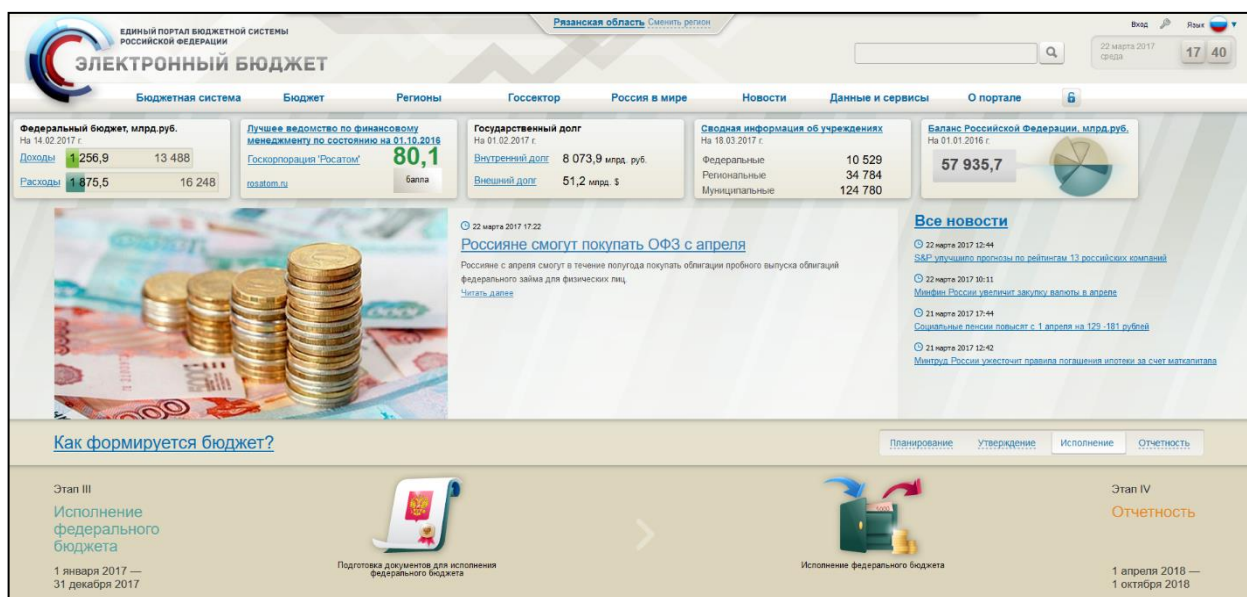 Рязанская область Сменить регион
Вход
Язык
ЕДИНЫЙ ПОРТАЛ БЮДЖЕТНОЙ СИСТЕМЫ
РОССИЙСКОЙ ФЕДЕРАЦИИ
ЭЛЕКТРОННЫЙ БЮДЖЕТ
22 марта 2017
среда
17 40
Бюджетная система Бюджет Регионы Госсектор Россия в мире Новости Данные и сервисы О портале
Федеральный бюджет, млрд.руб.
На 14.02.2017 г.
Доходы 1 256,9 13 488
Расходы 1 875,5 16 248
Лучшее ведомство по финансовому
менеджменту по состоянию на 01.10.2016
Госкорпорация 'Росатом' 80,1
балла
rosatom.ru
Государственный долг
На 01.02.2017 г.
Внутренний долг 8 073,9 млрд. руб.
Внешний долг 51,2 млрд. $
Сводная информация об учреждениях
На 18.03.2017 г.
Федеральные 10 529
Региональные 34 784
Муниципальные 124 780
Баланс Российской Федерации, млрд.руб.
На 01.01.2016 г.
57 935,7
22 марта 2017 17:22
Россияне смогут покупать ОФЗ с апреля
Россияне с апреля смогут в течение полугода покупать облигации пробного выпуска облигаций
федерального займа для физических лиц.
Читать далее
Все новости
22 марта 2017 12:44
S&P улучшило прогнозы по рейтингам 13 российских компаний
22 марта 2017 10:11
Минфин России увеличит закупку валюты в апреле
21 марта 2017 17:44
Социальные пенсии повысят с 1 апреля на 129 -181 рублей
21 марта 2017 12:42
Минтруд России ужесточит правила погашения ипотеки за счет маткапитала
Как формируется бюджет?
Планирование Утверждение Исполнение Отчетность
Этап III
Исполнение
федерального
бюджета
1 января 2017 —
31 декабря 2017
Подготовка документов для исполнения
федерального бюджета
Исполнение федерального бюджета
Этап IV
Отчетность
1 апреля 2018 —
1 октября 2018